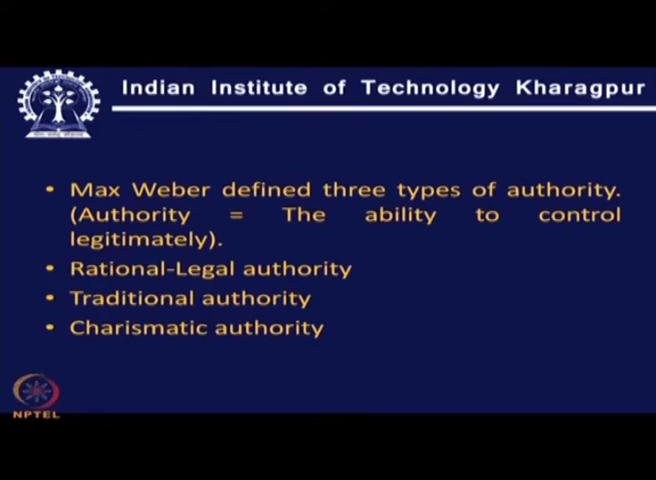 Indian Institute of Technology Kharagpur
• Max Weber defined three types of authority.
(Authority = The ability to control
legitimately).
• Rational-Legal authority
• Traditional authority
• Charismatic authority
NPTEL